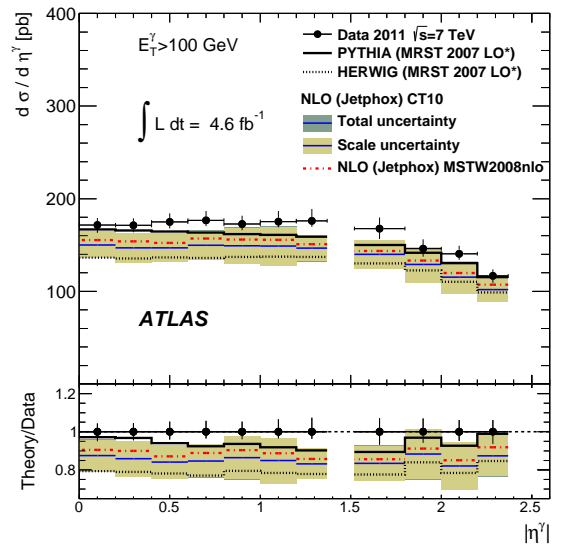 dσ / dη^γ [pb]
400
300
200
100
E_T^γ>100 GeV
∫ L dt = 4.6 fb^-1
Data 2011 √s=7 TeV
PYTHIA (MRST 2007 LO*)
HERWIG (MRST 2007 LO*)
NLO (Jetphox) CT10
Total uncertainty
Scale uncertainty
NLO (Jetphox) MSTW2008nlo
ATLAS
Theory/Data
1.2
1
0.8
0 0.5 1 1.5 2 2.5
|η^γ|